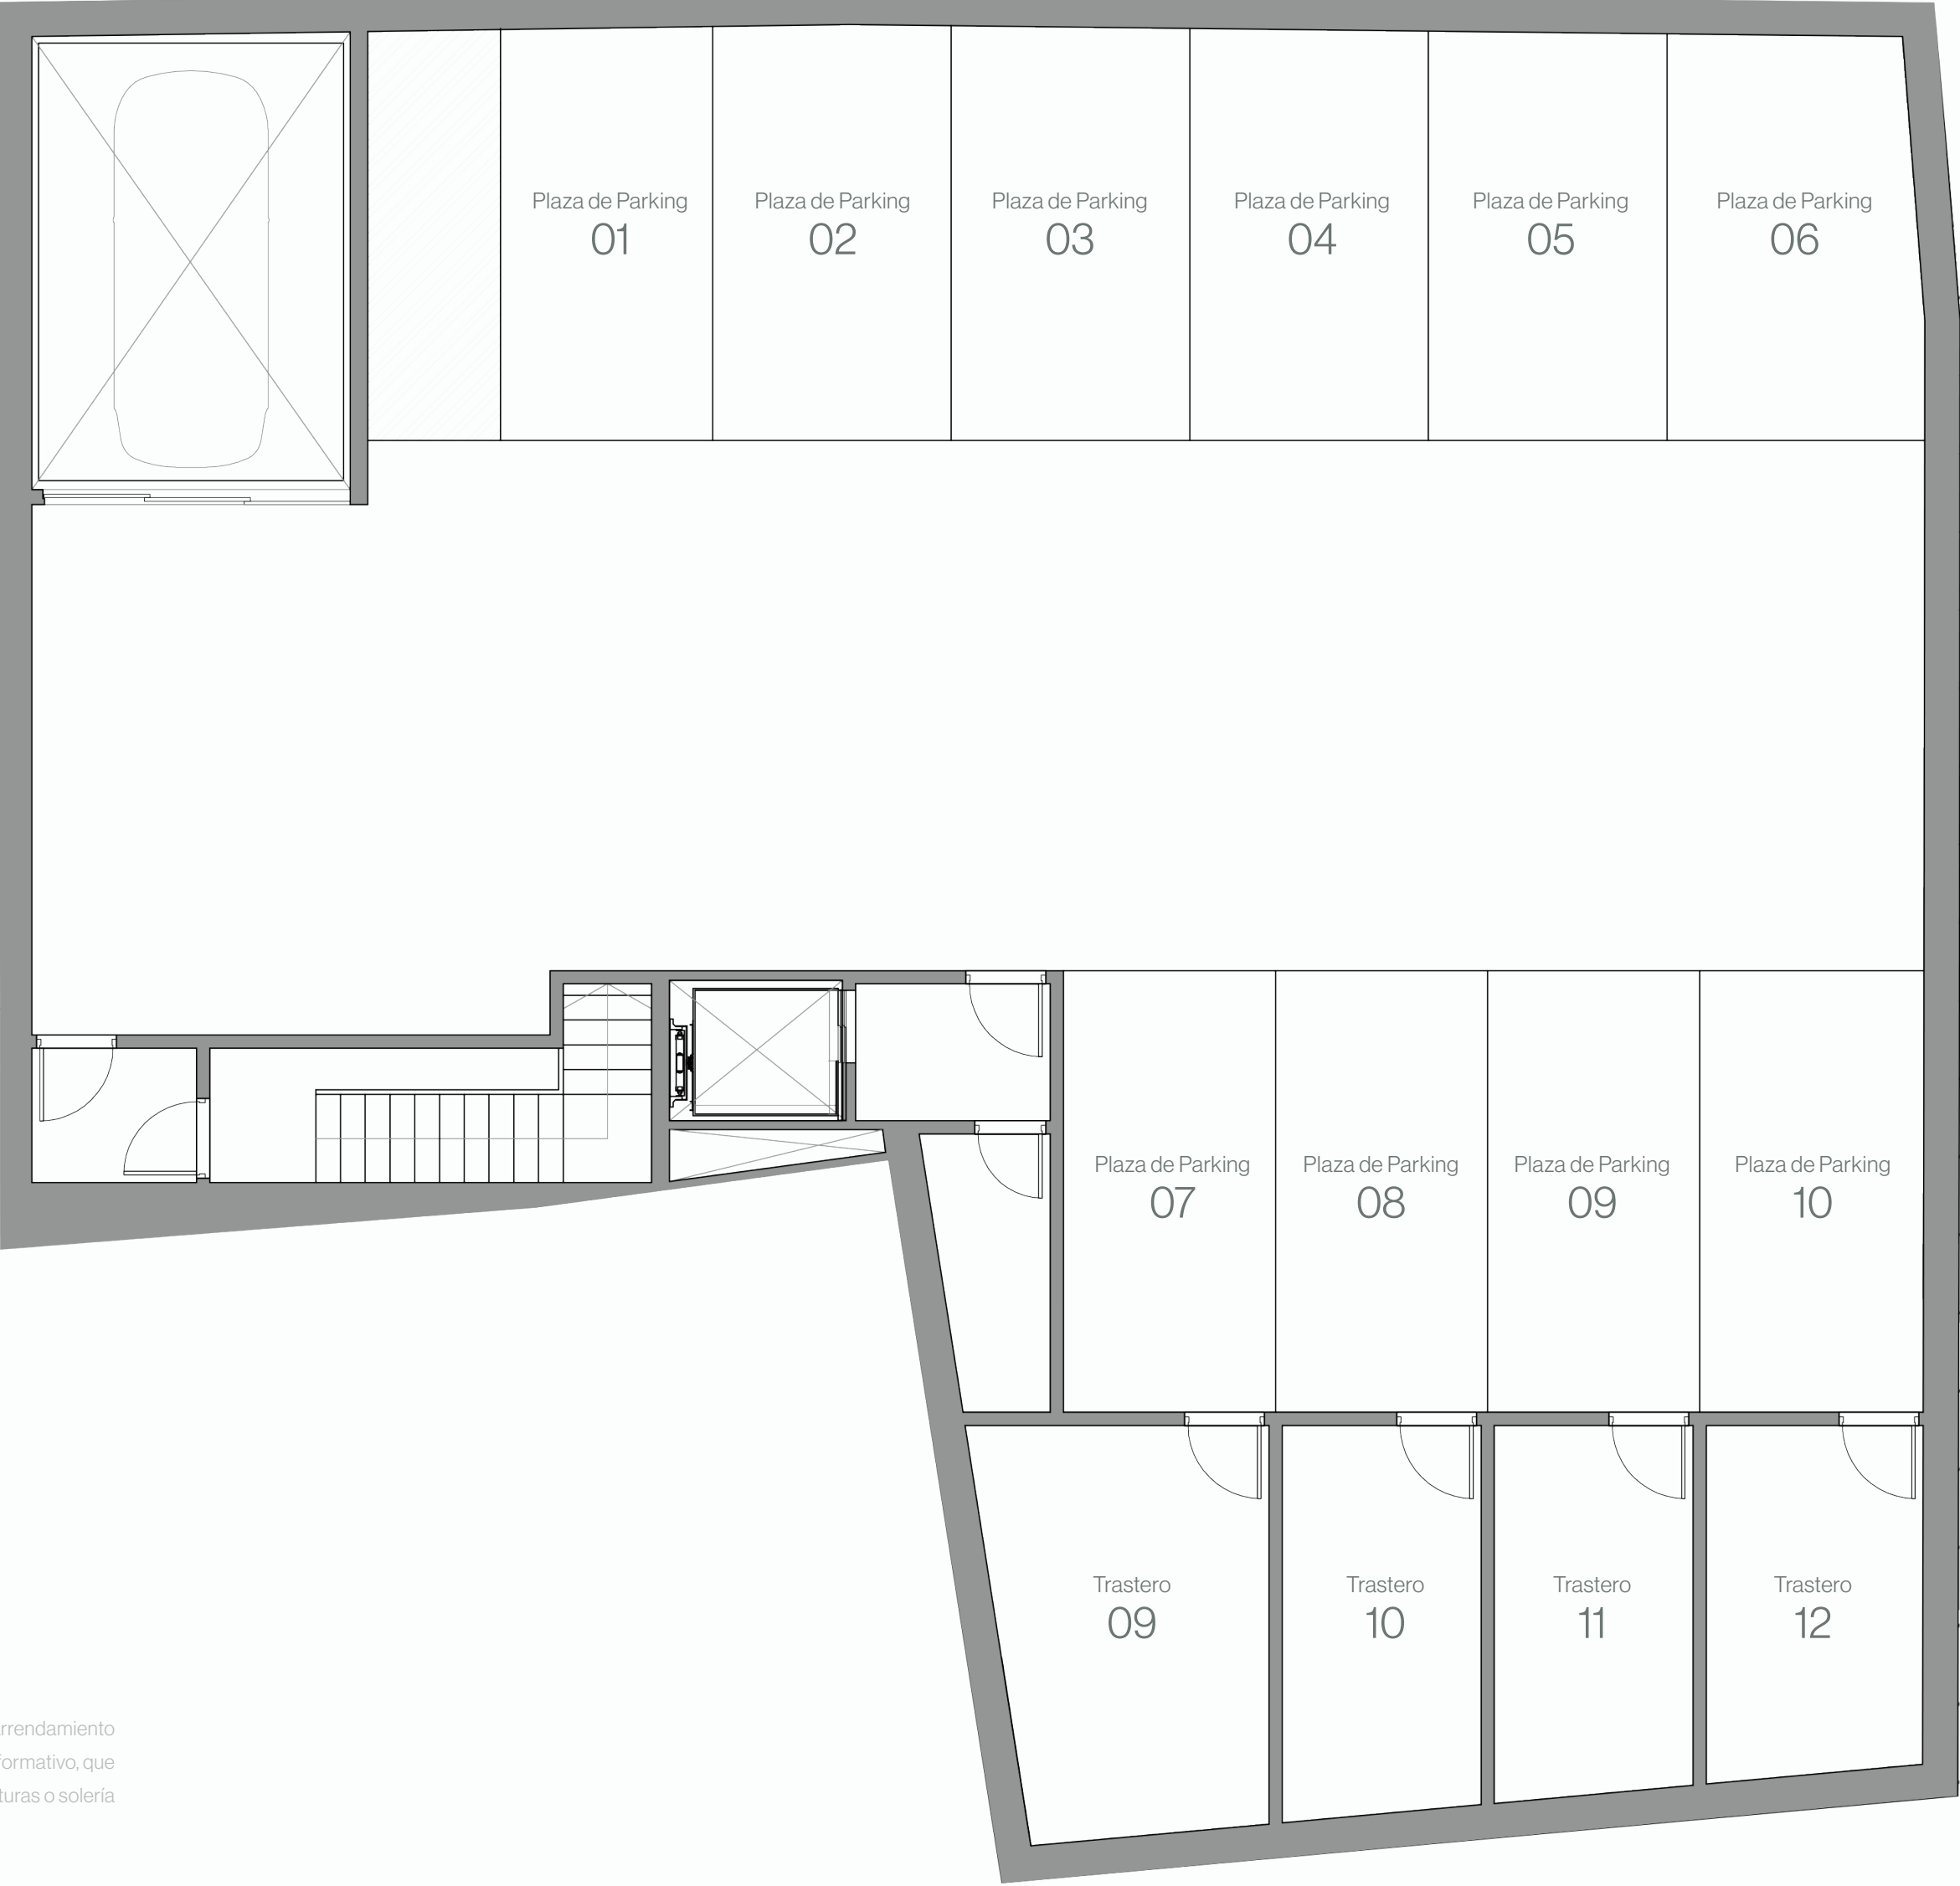 Plaza de Parking
01
Plaza de Parking
02
Plaza de Parking
03
Plaza de Parking
04
Plaza de Parking
05
Plaza de Parking
06
Plaza de Parking
07
Plaza de Parking
08
Plaza de Parking
09
Plaza de Parking
10
Trastero
09
Trastero
10
Trastero
11
Trastero
12
rrendamiento
formativo, que
turas o solería